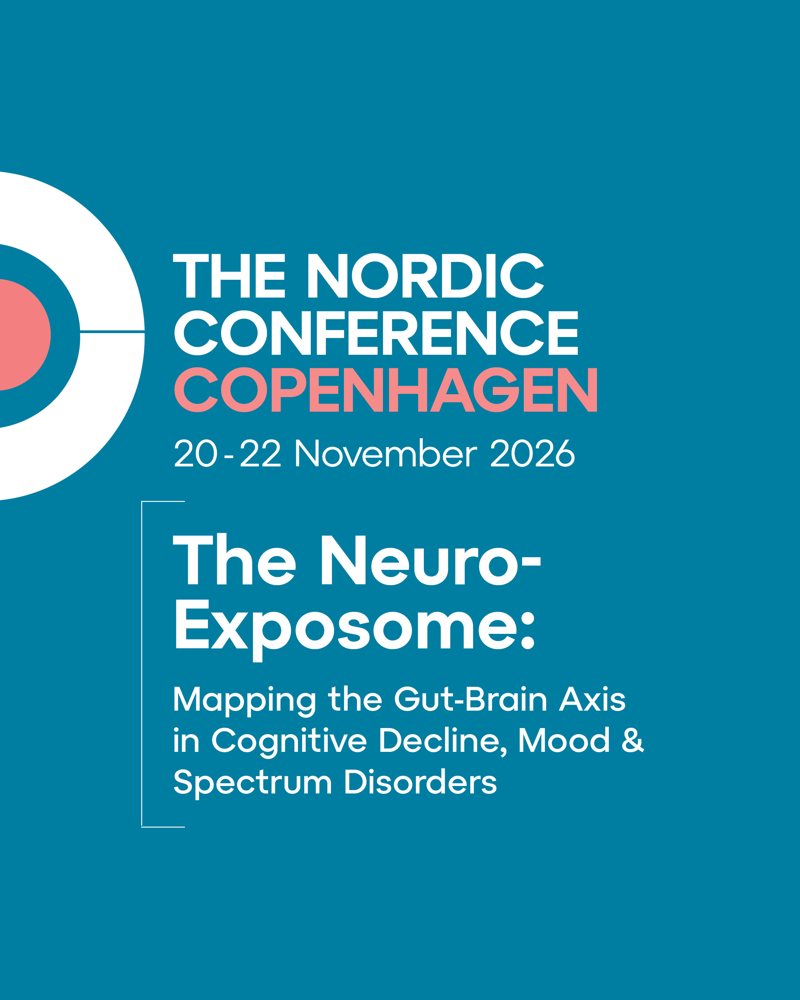 THE NORDIC
CONFERENCE
COPENHAGEN
20-22 November 2026
The Neuro-
Exposome:
Mapping the Gut-Brain Axis
in Cognitive Decline, Mood &
Spectrum Disorders